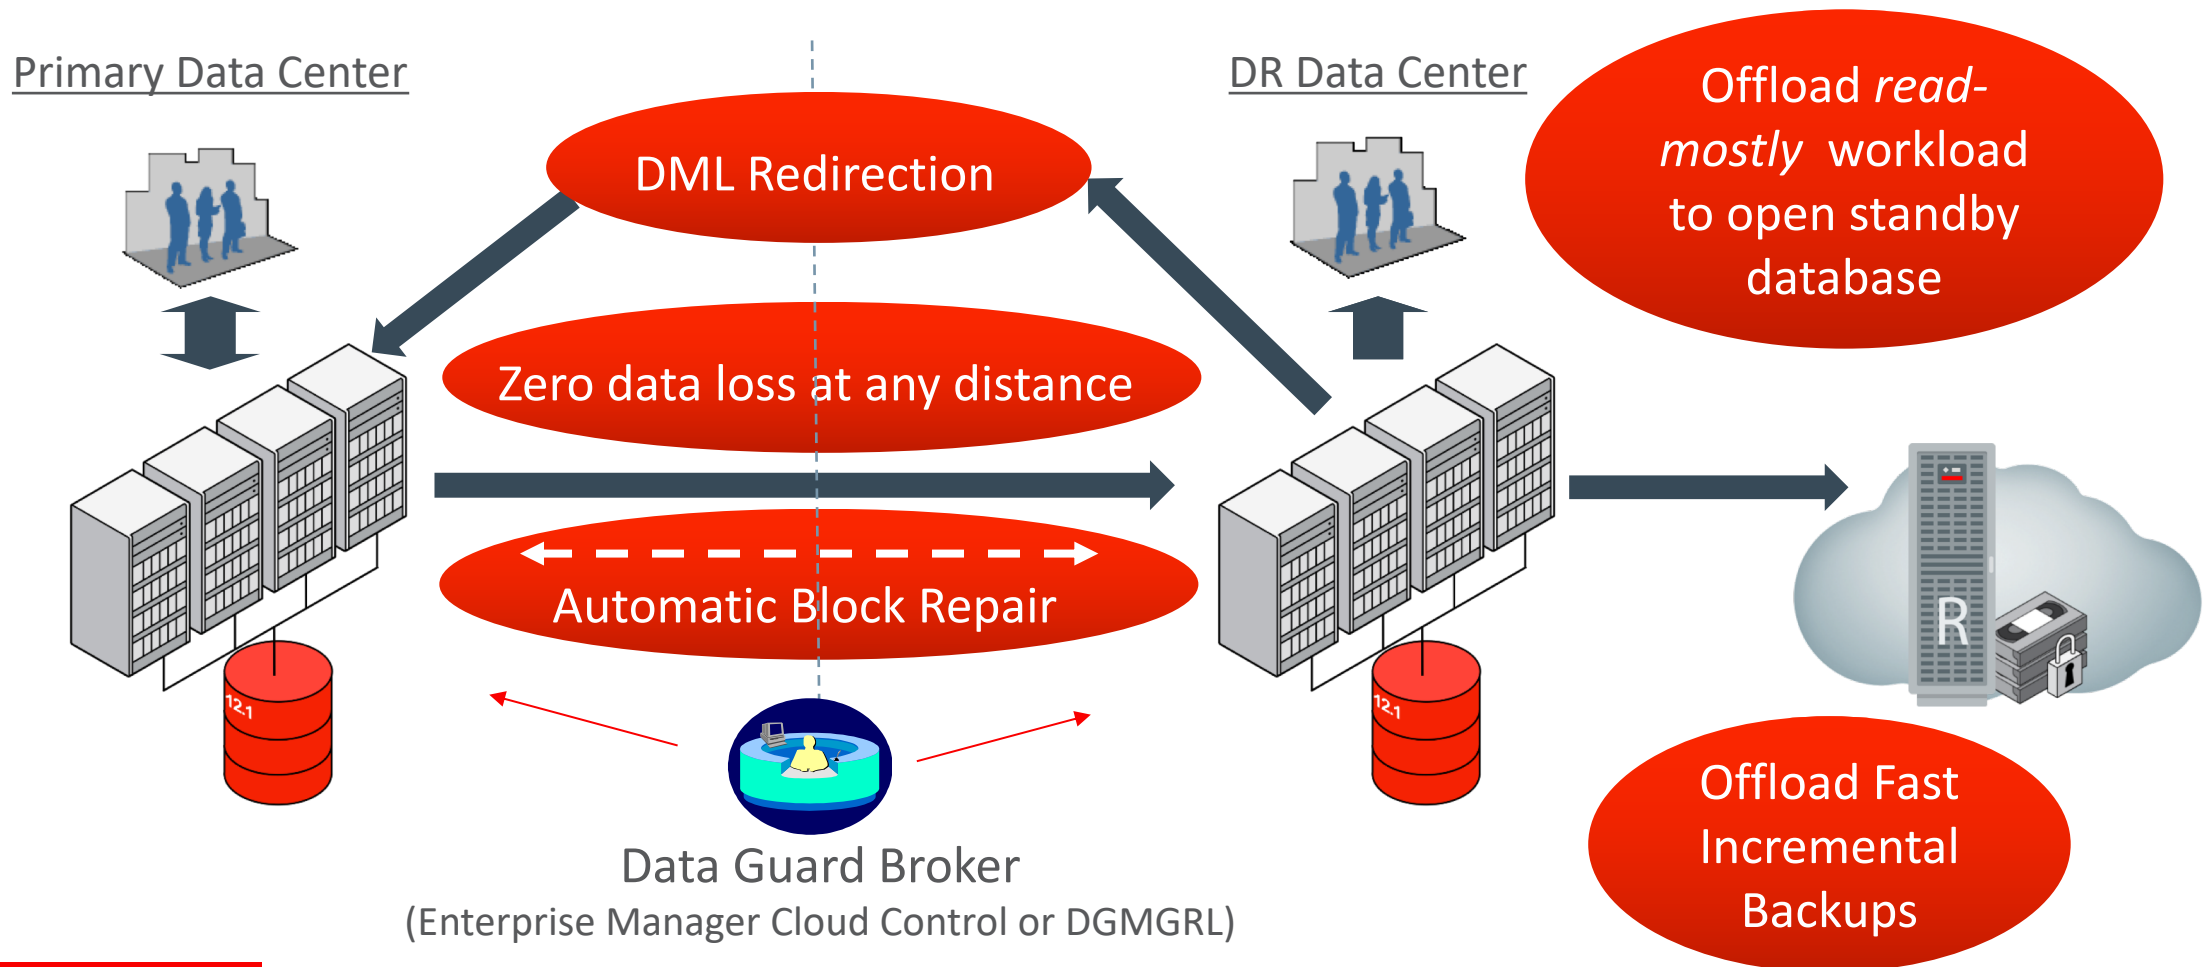 Primary Data Center
DR Data Center
Offload read-
mostly workload
to open standby
database
DML Redirection
Zero data loss at any distance
Automatic Block Repair
12.1
12.1
R
Data Guard Broker
(Enterprise Manager Cloud Control or DGMGRL)
Offload Fast
Incremental
Backups